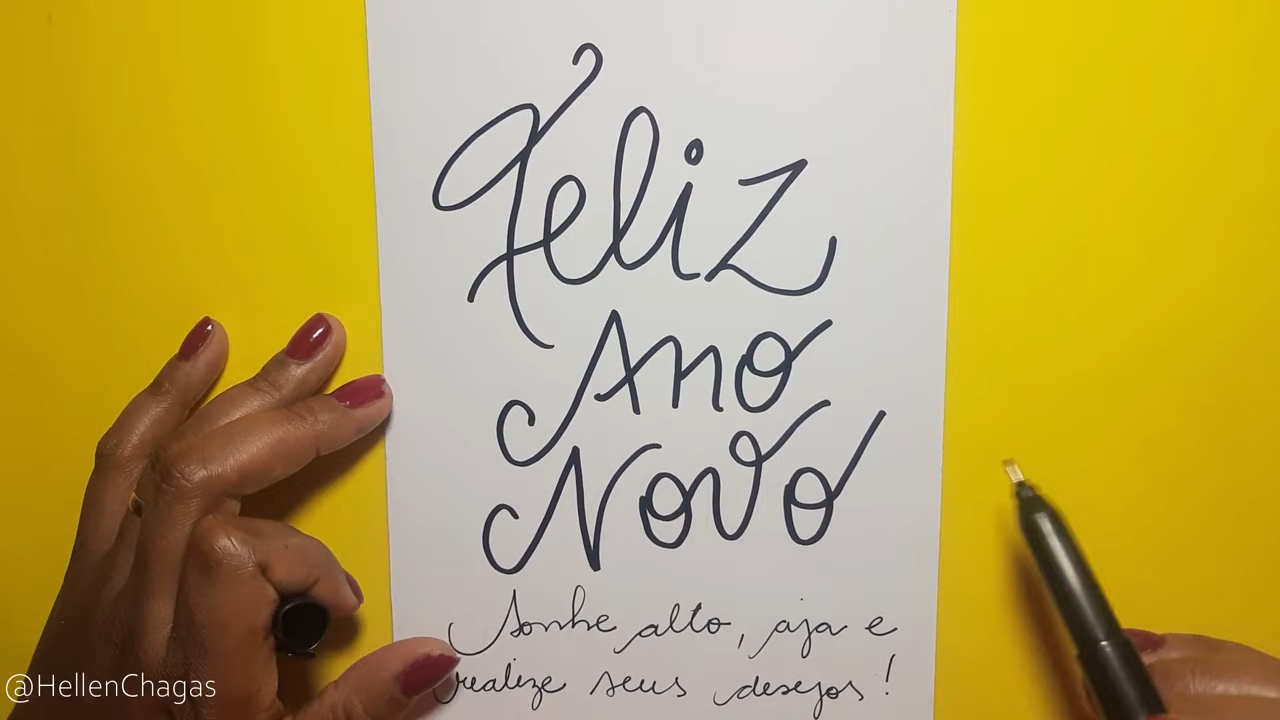 Feliz
Ano
Novo
Sonhe alto, aja e
realize seus desejos!
@HellenChagas